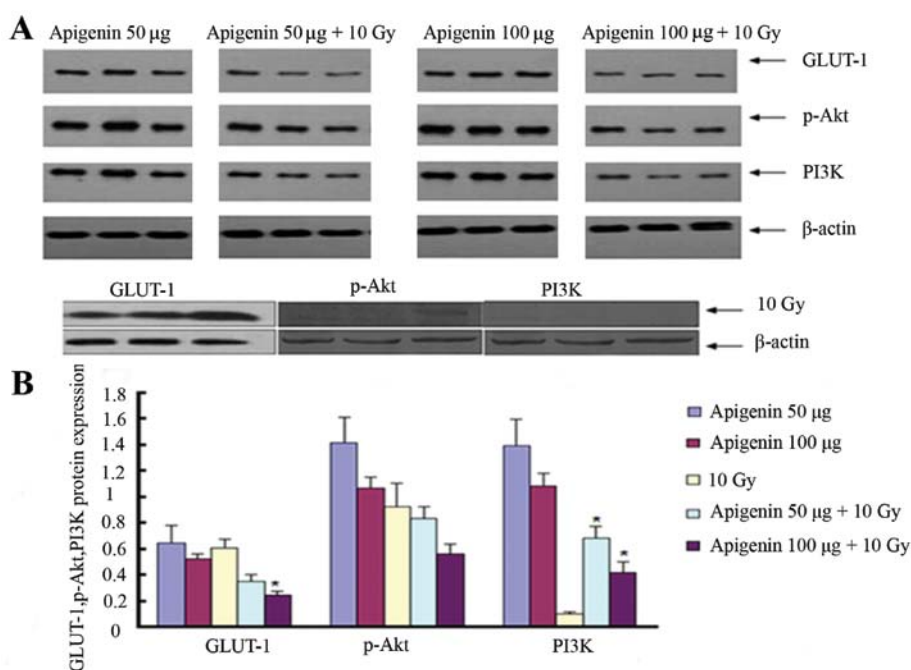 A
Apigenin 50 μg
Apigenin 50 μg + 10 Gy
Apigenin 100 μg
Apigenin 100 μg + 10 Gy
GLUT-1
p-Akt
PI3K
β-actin
GLUT-1
p-Akt
PI3K
10 Gy
β-actin
B
GLUT-1,p-Akt,PI3K protein expression
1.8
1.6
1.4
1.2
1
0.8
0.6
0.4
0.2
0
*
*
*
GLUT-1
p-Akt
PI3K
Apigenin 50 μg
Apigenin 100 μg
10 Gy
Apigenin 50 μg + 10 Gy
Apigenin 100 μg + 10 Gy